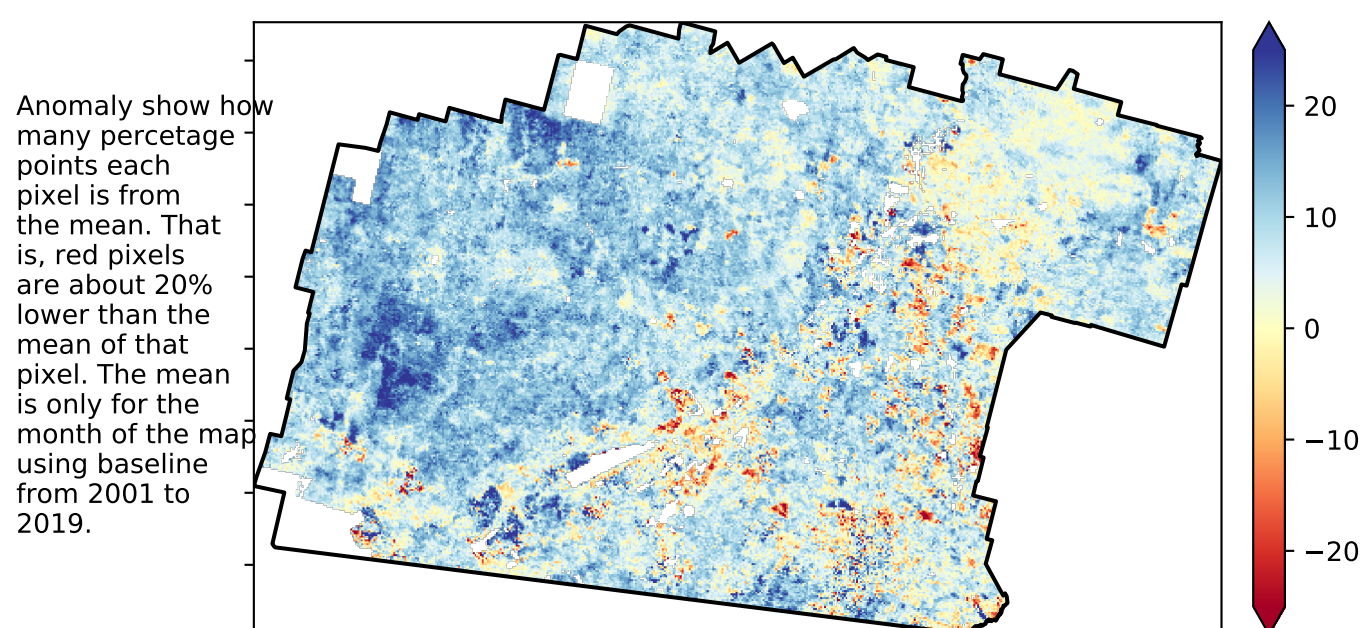 Anomaly show how
many percetage
points each
pixel is from
the mean. That
is, red pixels
are about 20%
lower than the
mean of that
pixel. The mean
is only for the
month of the map
using baseline
from 2001 to
2019.
20
10
0
−10
−20